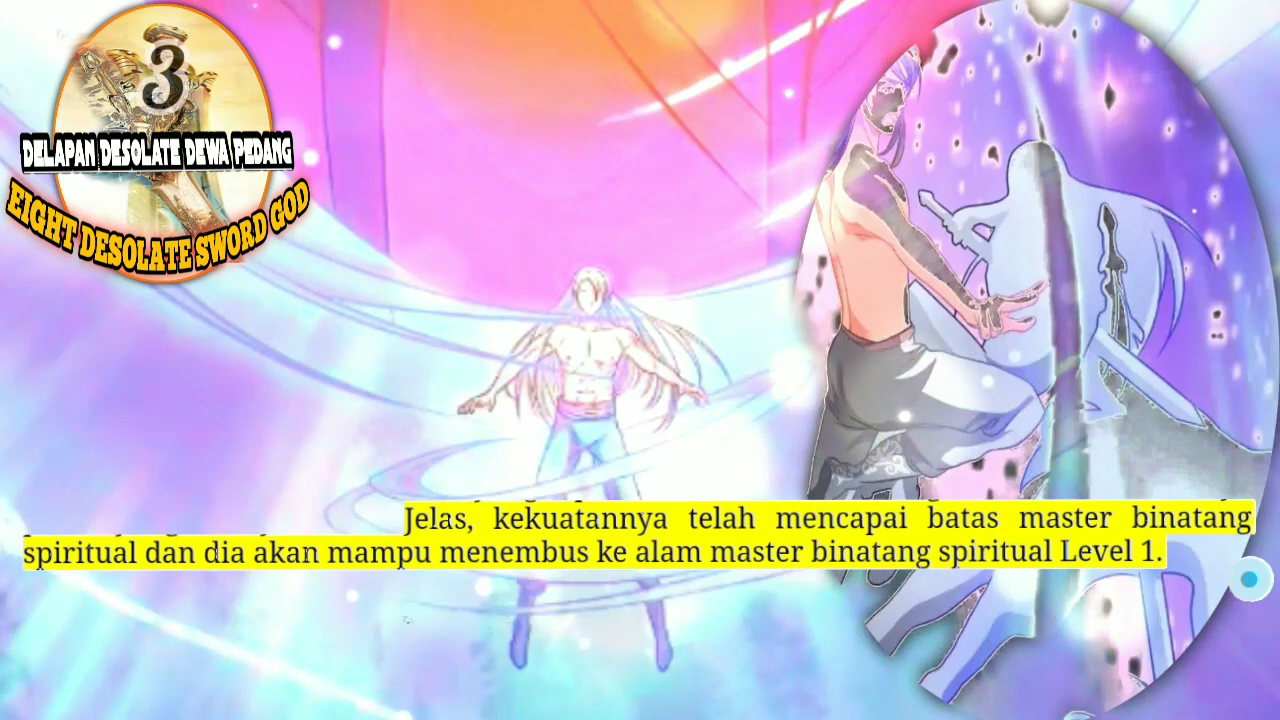 3
DELAPAN DESOLATE DEWA PEDANG
EIGHT DESOLATE SWORD GOD
Jelas, kekuatannya telah mencapai batas master binatang
spiritual dan dia akan mampu menembus ke alam master binatang spiritual Level 1.